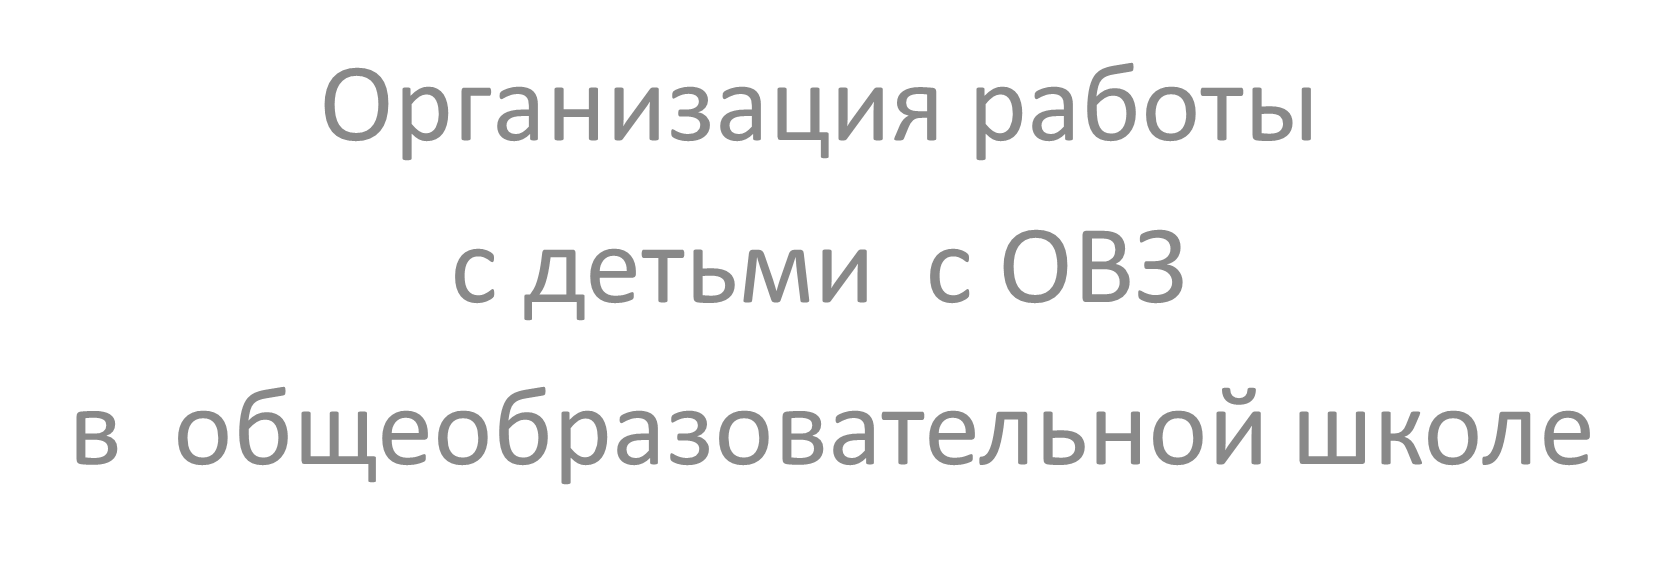 Организация работы
с детьми  с ОВЗ
в  общеобразовательной школе